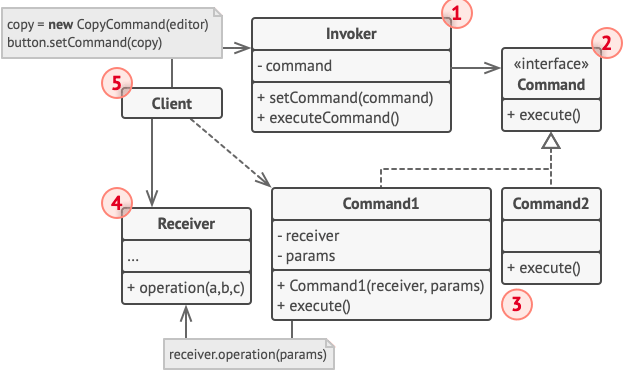 copy = new CopyCommand(editor)
button.setCommand(copy)
1
Invoker
- command
+ setCommand(command)
+ executeCommand()
2
«interface»
Command
+ execute()
5
Client
4
Receiver
...
+ operation(a,b,c)
Command1
- receiver
- params
+ Command1(receiver, params)
+ execute()
Command2
+ execute()
3
receiver.operation(params)